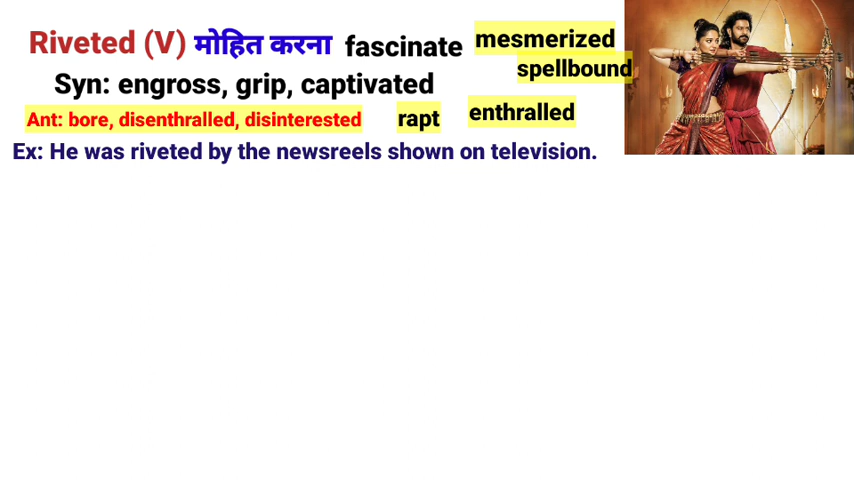 Riveted (V) मोहित करना fascinate mesmerized
spellbound
Syn: engross, grip, captivated
Ant: bore, disenthralled, disinterested rapt enthralled
Ex: He was riveted by the newsreels shown on television.